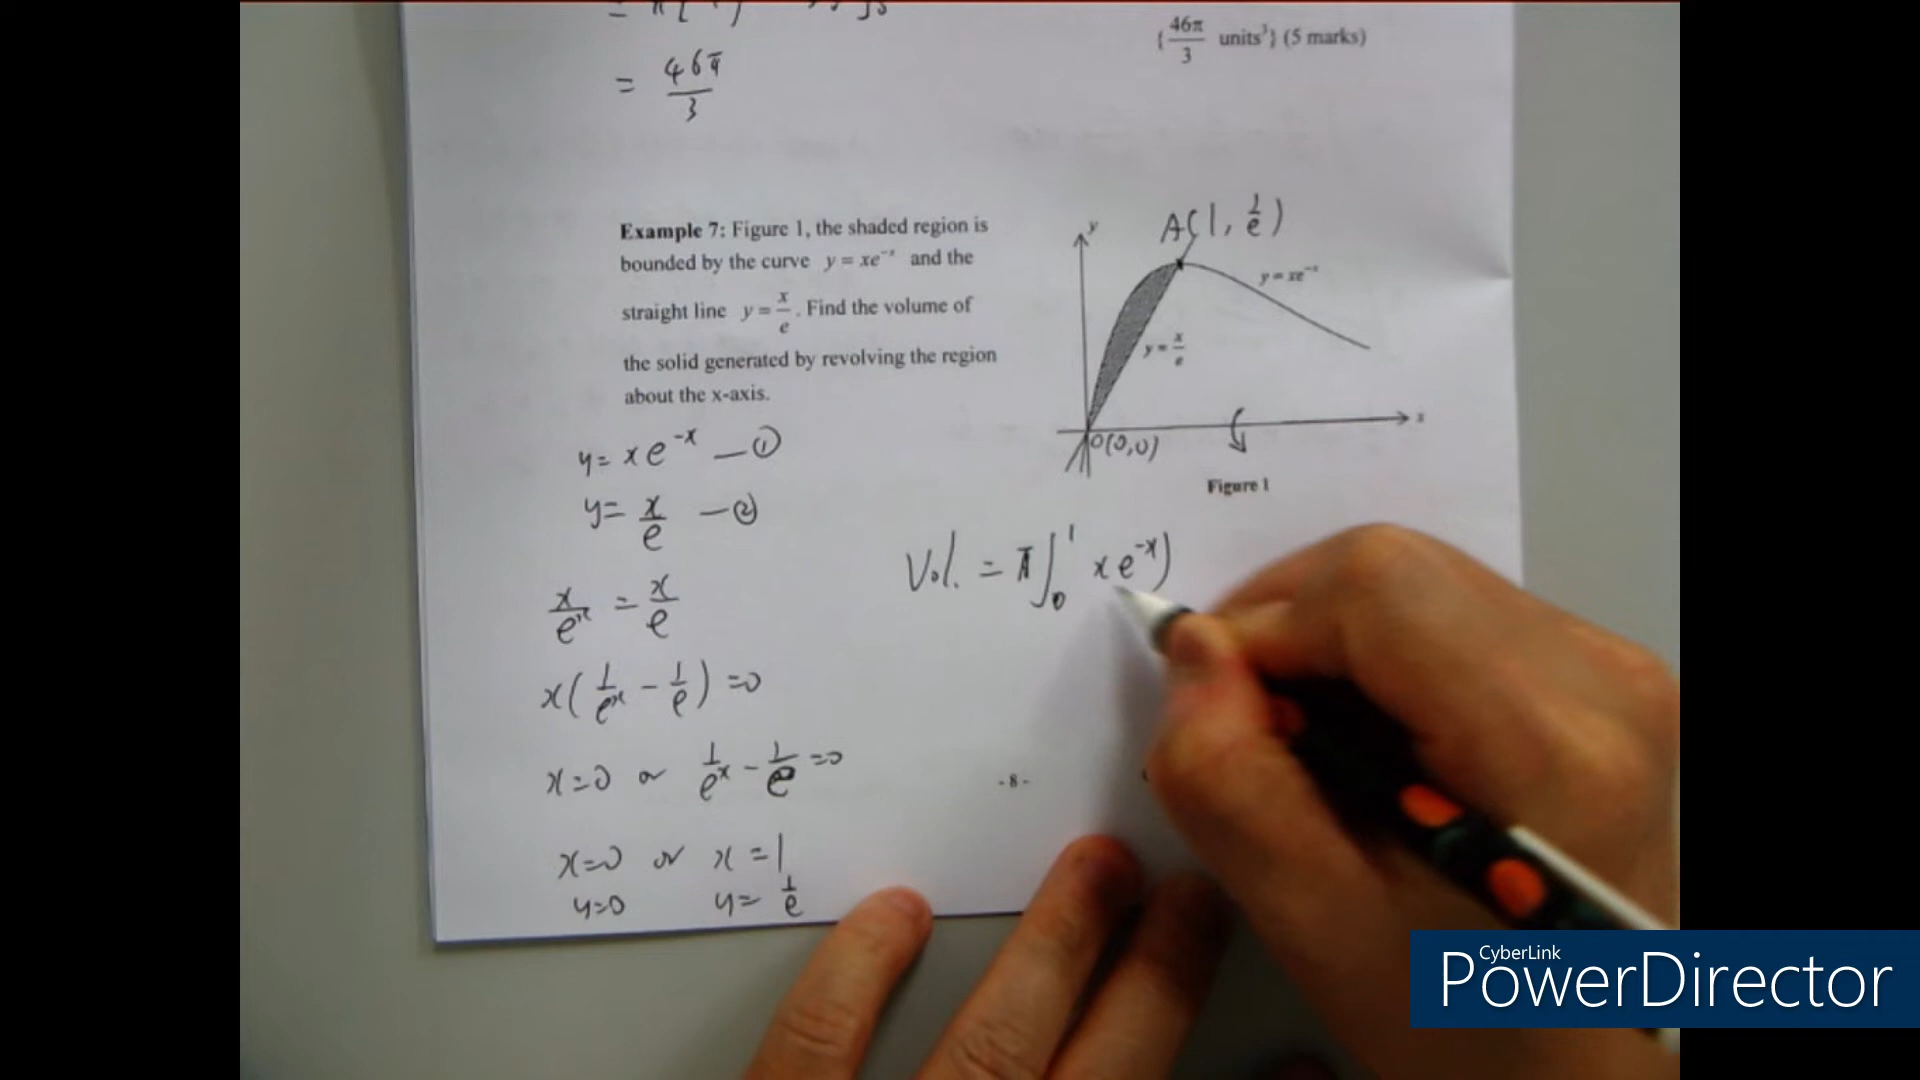 = 46π/3
{46π/3 units³} (5 marks)
Example 7: Figure 1, the shaded region is
bounded by the curve y = xe⁻ˣ and the
straight line y = x/e . Find the volume of
the solid generated by revolving the region
about the x-axis.
y
A(1, 1/e)
y = xe⁻ˣ
y = x/e
x
O(0,0)
Figure 1
y = xe⁻ˣ — ①
y = x/e — ②
x/eˣ = x/e
x(1/eˣ - 1/e) = 0
x=0 or 1/eˣ - 1/e = 0
x=0 or x = 1
y=0 y= 1/e
Vol. = π∫₀¹ xe⁻ˣ)
- 8 -
CyberLink
PowerDirector